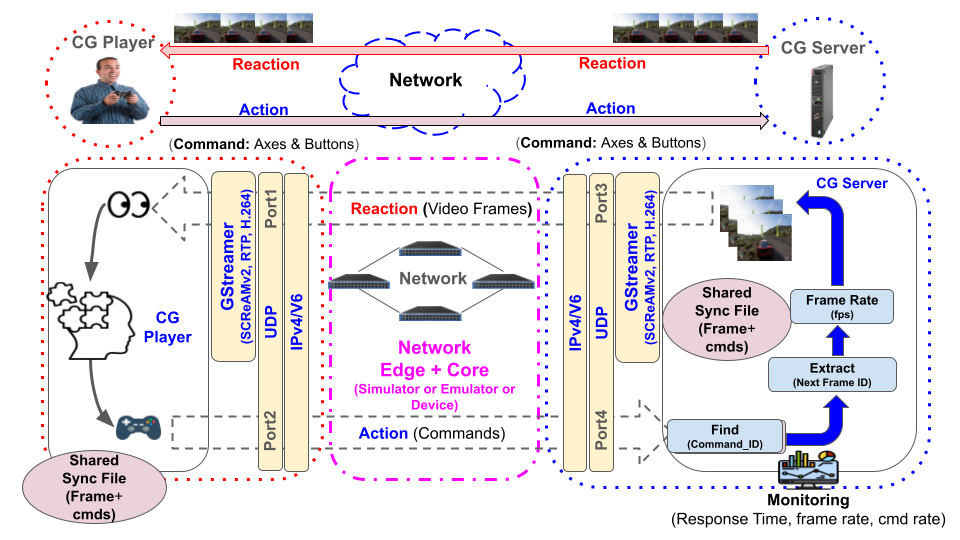 CG Player
CG Server
Reaction
Reaction
Network
Action
Action
(Command: Axes & Buttons)
(Command: Axes & Buttons)
CG Server
GStreamer
(SCReAMv2, RTP, H.264)
Port1
UDP
Port2
IPv4/V6
Reaction (Video Frames)
Network
Network
Edge + Core
(Simulator or Emulator or
Device)
Action (Commands)
IPv4/V6
Port3
UDP
Port4
GStreamer
(SCReAMv2, RTP, H.264)
CG
Player
Shared
Sync File
(Frame+
cmds)
Frame Rate
(fps)
Extract
(Next Frame ID)
Find
(Command_ID)
Shared
Sync File
(Frame+
cmds)
Monitoring
(Response Time, frame rate, cmd rate)